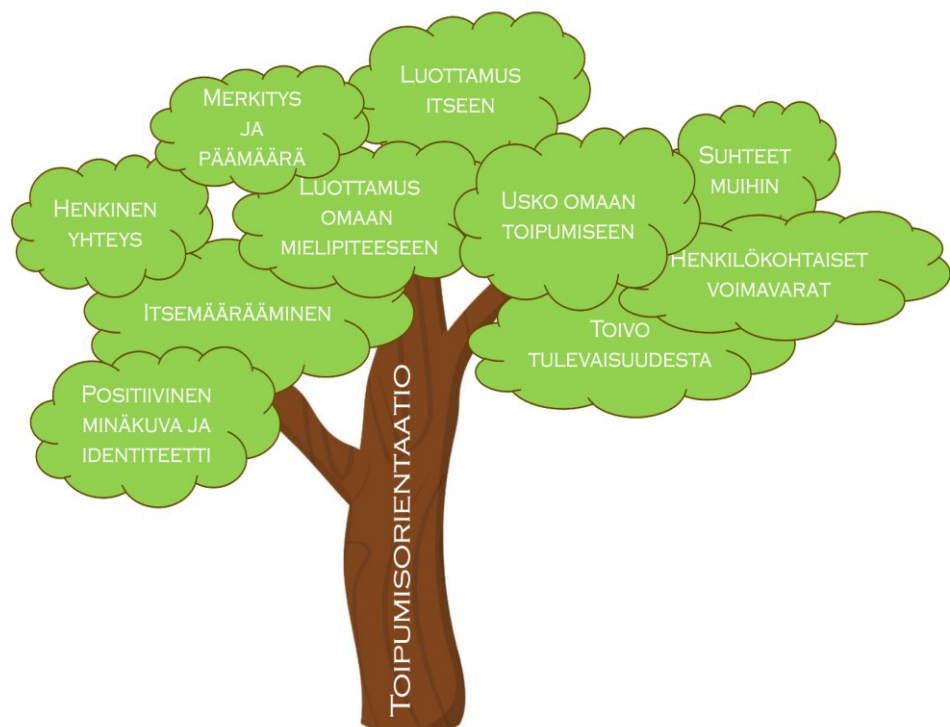 LUOTTAMUS
ITSEEN
MERKITYS
JA
PÄÄMÄÄRÄ
SUHTEET
MUIHIN
LUOTTAMUS
OMAAN
MIELIPITEESEEN
USKO OMAAN
TOIPUMISEEN
HENKINEN
YHTEYS
HENKILÖKOHTAISET
VOIMAVARAT
ITSEMÄÄRÄÄMINEN
TOIVO
TULEVAISUUDESTA
POSITIIVINEN
MINÄKUVA JA
IDENTITEETTI
TOIPUMISORIENTAATIO